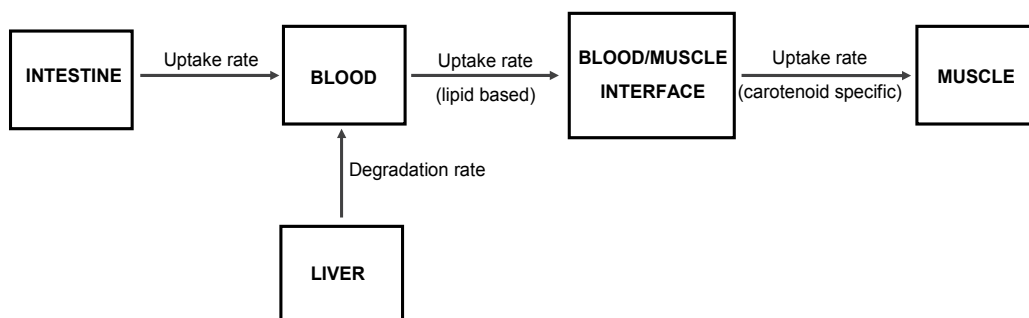 INTESTINE
Uptake rate
BLOOD
Uptake rate
(lipid based)
BLOOD/MUSCLE
INTERFACE
Uptake rate
(carotenoid specific)
MUSCLE
Degradation rate
LIVER